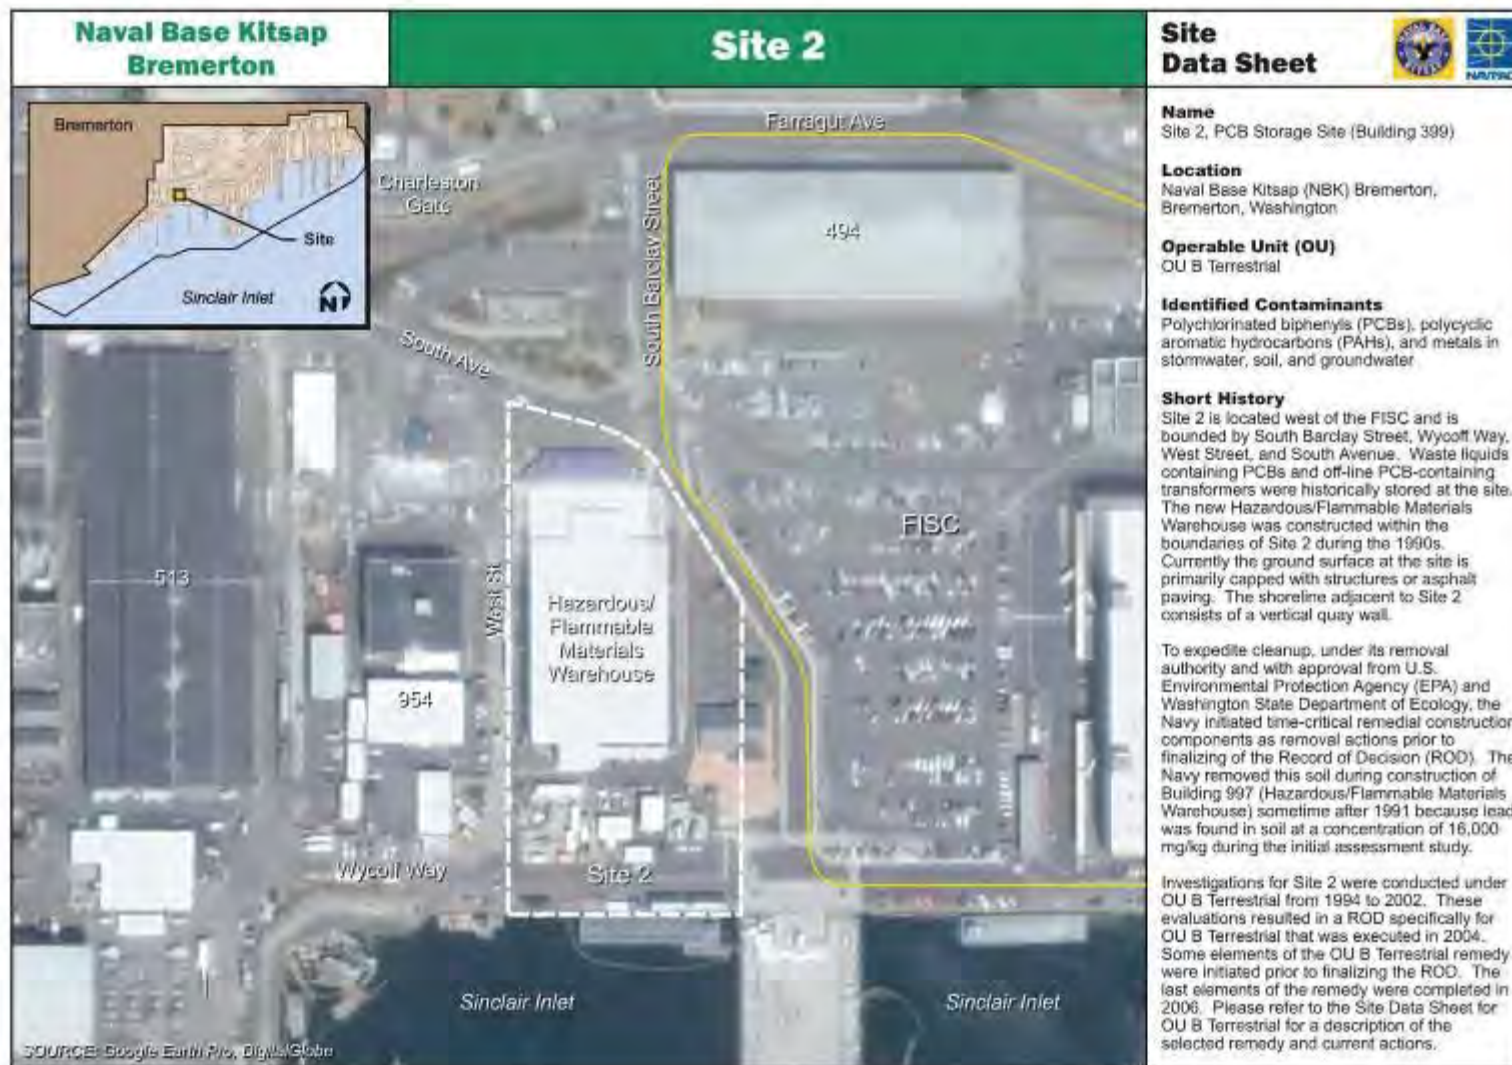 Naval Base Kitsap
Bremerton
Site 2
Site
Data Sheet
Bremerton
Site
Sinclair Inlet
N
Charleston
Gate
Farragut Ave
South Barclay Street
494
South Ave
513
West St
954
Hazardous/
Flammable
Materials
Warehouse
FISC
Wycoff Way
Site 2
Sinclair Inlet
Sinclair Inlet
SOURCE: Google Earth Pro, DigitalGlobe
Name
Site 2, PCB Storage Site (Building 399)
Location
Naval Base Kitsap (NBK) Bremerton,
Bremerton, Washington
Operable Unit (OU)
OU B Terrestrial
Identified Contaminants
Polychlorinated biphenyls (PCBs), polycyclic
aromatic hydrocarbons (PAHs), and metals in
stormwater, soil, and groundwater
Short History
Site 2 is located west of the FISC and is
bounded by South Barclay Street, Wycoff Way,
West Street, and South Avenue. Waste liquids
containing PCBs and off-line PCB-containing
transformers were historically stored at the site.
The new Hazardous/Flammable Materials
Warehouse was constructed within the
boundaries of Site 2 during the 1990s.
Currently the ground surface at the site is
primarily capped with structures or asphalt
paving. The shoreline adjacent to Site 2
consists of a vertical quay wall.
To expedite cleanup, under its removal
authority and with approval from U.S.
Environmental Protection Agency (EPA) and
Washington State Department of Ecology, the
Navy initiated time-critical remedial construction
components as removal actions prior to
finalizing of the Record of Decision (ROD). The
Navy removed this soil during construction of
Building 997 (Hazardous/Flammable Materials
Warehouse) sometime after 1991 because lead
was found in soil at a concentration of 16,000
mg/kg during the initial assessment study.
Investigations for Site 2 were conducted under
OU B Terrestrial from 1994 to 2002. These
evaluations resulted in a ROD specifically for
OU B Terrestrial that was executed in 2004.
Some elements of the OU B Terrestrial remedy
were initiated prior to finalizing the ROD. The
last elements of the remedy were completed in
2006. Please refer to the Site Data Sheet for
OU B Terrestrial for a description of the
selected remedy and current actions.